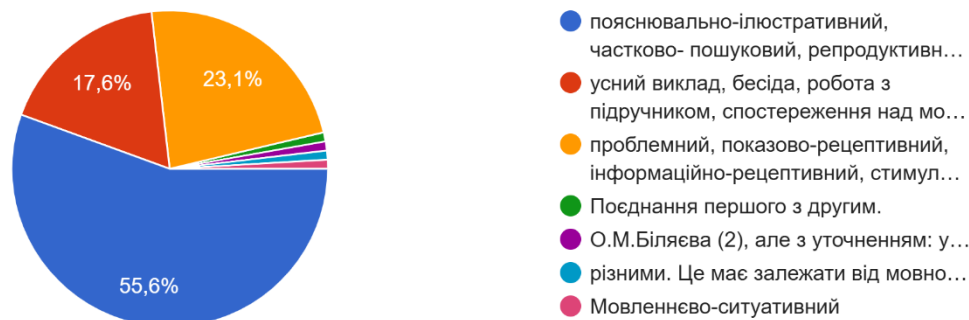 17,6%
23,1%
55,6%
пояснювально-ілюстративний,
частково- пошуковий, репродуктивн…
усний виклад, бесіда, робота з
підручником, спостереження над мо…
проблемний, показово-рецептивний,
інформаційно-рецептивний, стимул…
Поєднання першого з другим.
О.М.Біляєва (2), але з уточненням: у…
різними. Це має залежати від мовно…
Мовленнєво-ситуативний